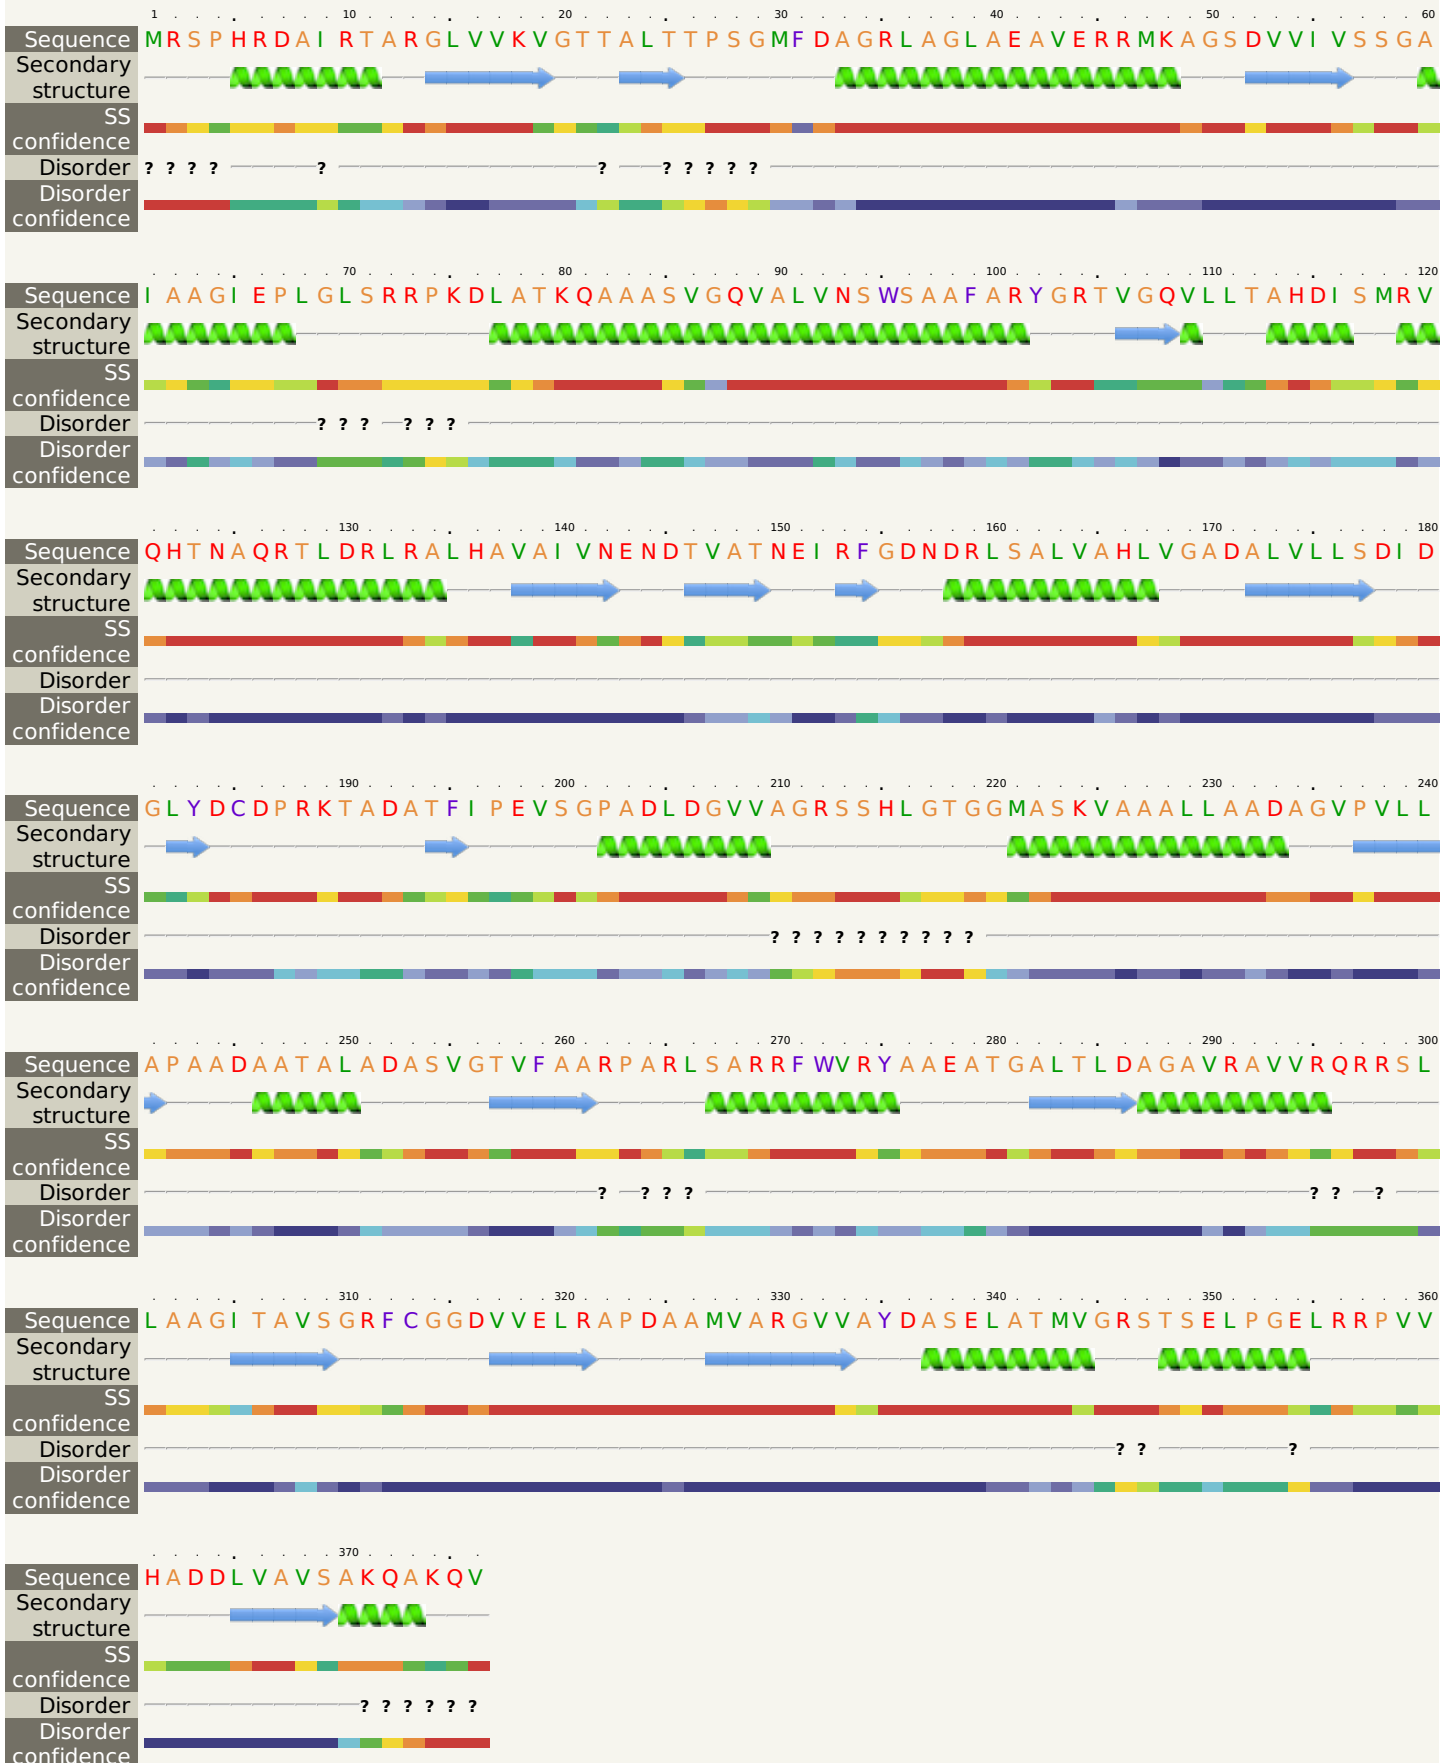 1 10 20 30 40 50 60
Sequence MRSPHRDAIRTARGLVVKVGTTALTTPSGMFDAGRLAGLAEAVERRMKAGSDVVIVSSGA
Secondary
structure
SS
confidence
Disorder ? ? ? ? ? ? ? ? ? ? ?
Disorder
confidence
70 80 90 100 110 120
Sequence IAAGIEPLGLSRRPKDLATKQAAASVGQVALVNSWSAAFARYGRTVGQVLLTAHDISMRV
Secondary
structure
SS
confidence
Disorder ? ? ? ? ? ?
Disorder
confidence
130 140 150 160 170 180
Sequence QHTNAQRTLDRLRALHAVAIVNENDTVATNEIRFGDNDRLSALVAHLVGADALVLLSDID
Secondary
structure
SS
confidence
Disorder
Disorder
confidence
190 200 210 220 230 240
Sequence GLYDCDPRKTADATFIPEVSGPADLDGVVAGRSSHLGTGGMASKVAAALLAADAGVPVLL
Secondary
structure
SS
confidence
Disorder ? ? ? ? ? ? ? ? ? ?
Disorder
confidence
250 260 270 280 290 300
Sequence APAADAATALADASVGTVFAARPARLSARRFWVRYAAEATGALTLDAGAVRAVVRQRRSL
Secondary
structure
SS
confidence
Disorder ? ? ? ? ? ? ?
Disorder
confidence
310 320 330 340 350 360
Sequence LAAGITAVSGRFCGGDVVELRAPDAAMVARGVVAYDASELATMVGRSTSELPGELRRPVV
Secondary
structure
SS
confidence
Disorder ? ? ?
Disorder
confidence
370
Sequence HADDLVAVSAKQAKQV
Secondary
structure
SS
confidence
Disorder ? ? ? ? ? ?
Disorder
confidence